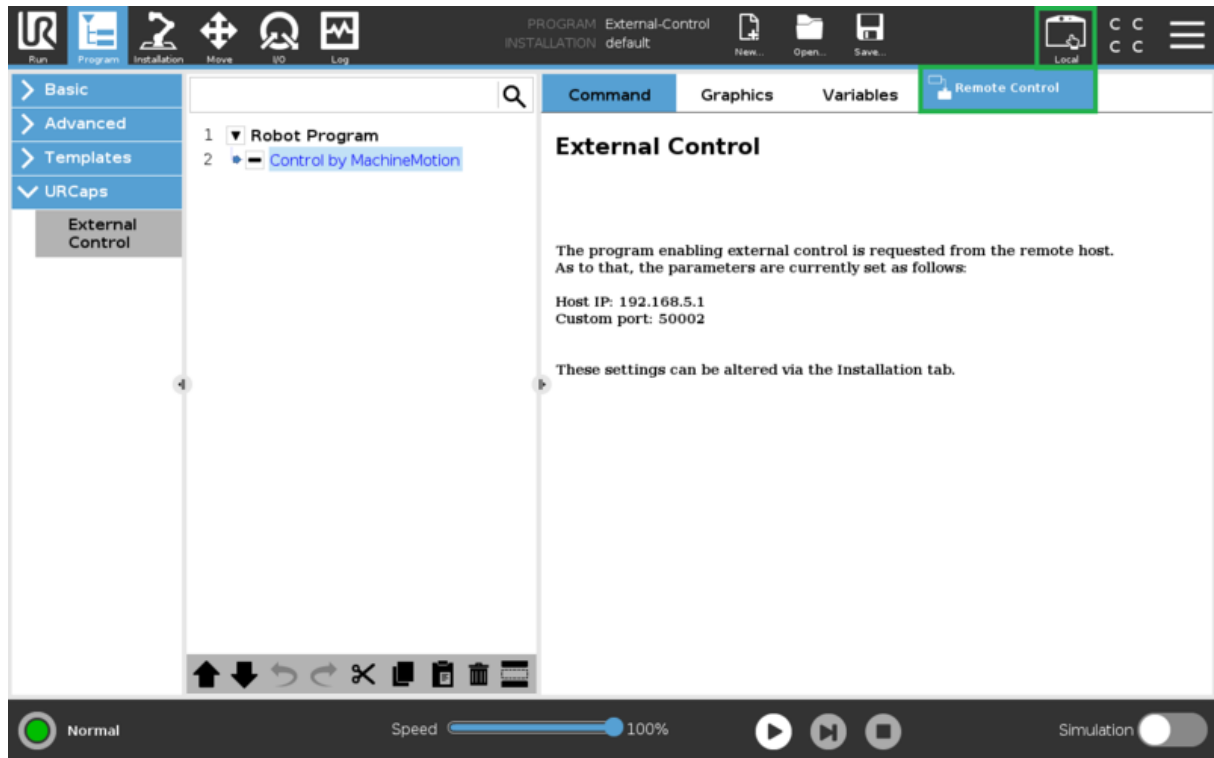 PROGRAM External-Control
INSTALLATION default
Run
Program
Installation
Move
I/O
Log
New...
Open...
Save...
Local
C C
C C
Basic
Advanced
Templates
URCaps
External
Control
1 Robot Program
2 Control by MachineMotion
Command
Graphics
Variables
Remote Control
External Control
The program enabling external control is requested from the remote host.
As to that, the parameters are currently set as follows:
Host IP: 192.168.5.1
Custom port: 50002
These settings can be altered via the Installation tab.
Normal
Speed
100%
Simulation